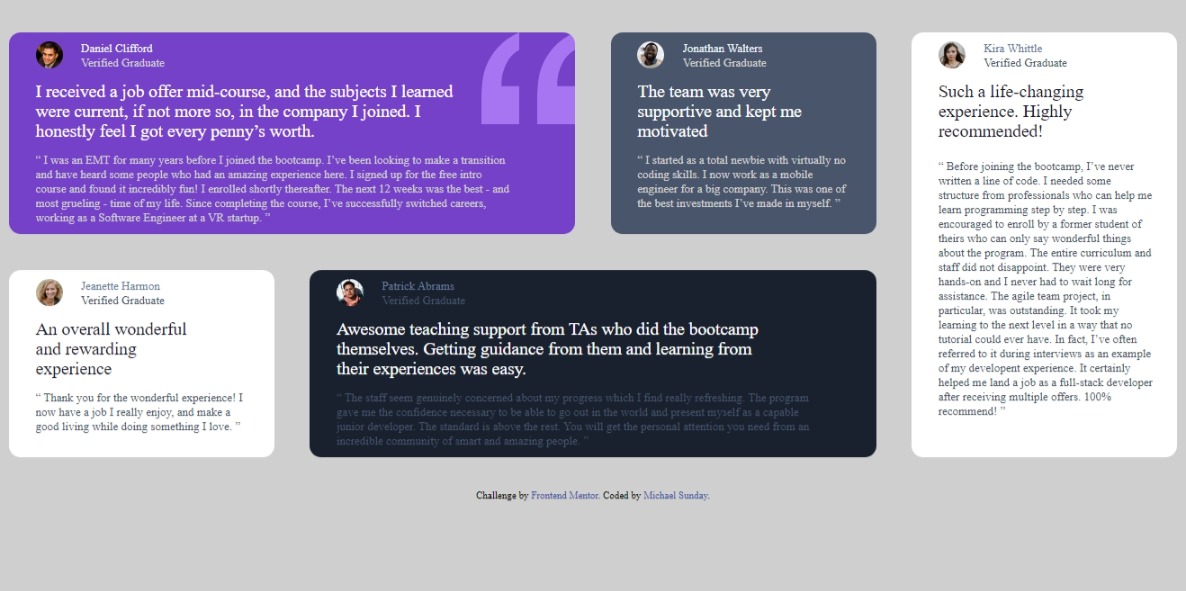 Daniel Clifford
Verified Graduate
I received a job offer mid-course, and the subjects I learned
were current, if not more so, in the company I joined. I
honestly feel I got every penny’s worth.
“ I was an EMT for many years before I joined the bootcamp. I’ve been looking to make a transition
and have heard some people who had an amazing experience here. I signed up for the free intro
course and found it incredibly fun! I enrolled shortly thereafter. The next 12 weeks was the best - and
most grueling - time of my life. Since completing the course, I’ve successfully switched careers,
working as a Software Engineer at a VR startup. ”
Jonathan Walters
Verified Graduate
The team was very
supportive and kept me
motivated
“ I started as a total newbie with virtually no
coding skills. I now work as a mobile
engineer for a big company. This was one of
the best investments I’ve made in myself. ”
Kira Whittle
Verified Graduate
Such a life-changing
experience. Highly
recommended!
“ Before joining the bootcamp, I’ve never
written a line of code. I needed some
structure from professionals who can help me
learn programming step by step. I was
encouraged to enroll by a former student of
theirs who can only say wonderful things
about the program. The entire curriculum and
staff did not disappoint. They were very
hands-on and I never had to wait long for
assistance. The agile team project, in
particular, was outstanding. It took my
learning to the next level in a way that no
tutorial could ever have. In fact, I’ve often
referred to it during interviews as an example
of my developent experience. It certainly
helped me land a job as a full-stack developer
after receiving multiple offers. 100%
recommend! ”
Jeanette Harmon
Verified Graduate
An overall wonderful
and rewarding
experience
“ Thank you for the wonderful experience! I
now have a job I really enjoy, and make a
good living while doing something I love. ”
Patrick Abrams
Verified Graduate
Awesome teaching support from TAs who did the bootcamp
themselves. Getting guidance from them and learning from
their experiences was easy.
“ The staff seem genuinely concerned about my progress which I find really refreshing. The program
gave me the confidence necessary to be able to go out in the world and present myself as a capable
junior developer. The standard is above the rest. You will get the personal attention you need from an
incredible community of smart and amazing people. ”
Challenge by Frontend Mentor. Coded by Michael Sunday.